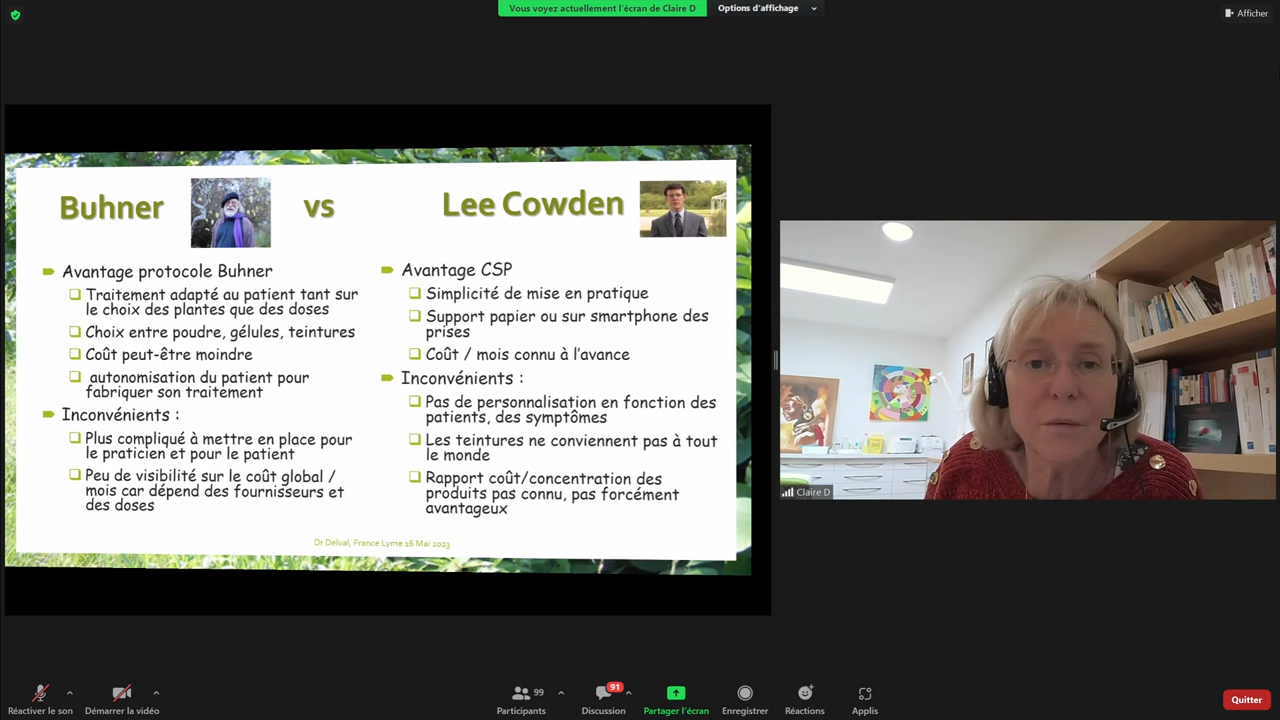 Vous voyez actuellement l'écran de Claire D
Options d'affichage
Afficher
Buhner
vs
Lee Cowden
Avantage protocole Buhner
Traitement adapté au patient tant sur
le choix des plantes que des doses
Choix entre poudre, gélules, teintures
Coût peut-être moindre
autonomisation du patient pour
fabriquer son traitement
Inconvénients :
Plus compliqué à mettre en place pour
le praticien et pour le patient
Peu de visibilité sur le coût global /
mois car dépend des fournisseurs et
des doses
Avantage CSP
Simplicité de mise en pratique
Support papier ou sur smartphone des
prises
Coût / mois connu à l'avance
Inconvénients :
Pas de personnalisation en fonction des
patients, des symptômes
Les teintures ne conviennent pas à tout
le monde
Rapport coût/concentration des
produits pas connu, pas forcément
avantageux
Dr Delval, France Lyme 16 Mai 2023
Claire D
Réactiver le son
Démarrer la vidéo
99
Participants
91
Discussion
Partager l'écran
Enregistrer
Réactions
Applis
Quitter